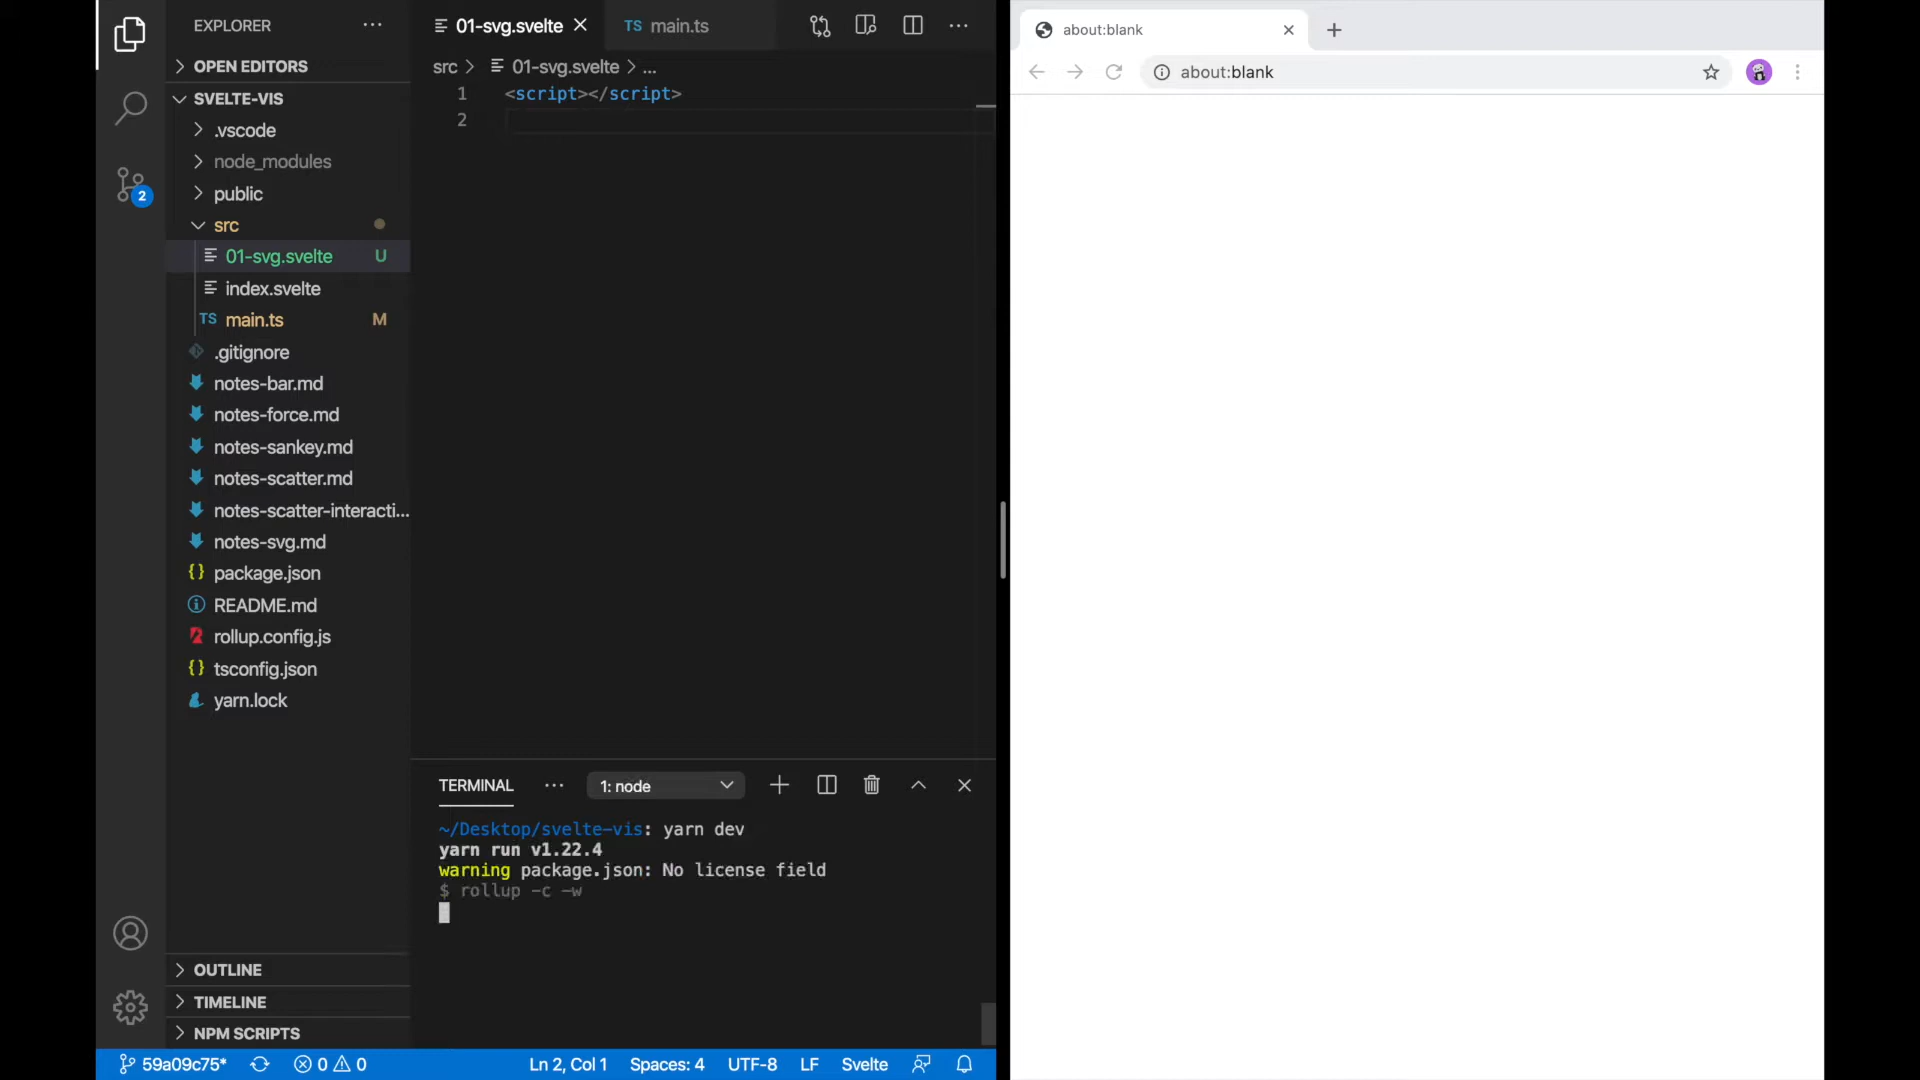 EXPLORER
OPEN EDITORS
SVELTE-VIS
.vscode
node_modules
public
src
01-svg.svelte U
index.svelte
TS main.ts M
.gitignore
notes-bar.md
notes-force.md
notes-sankey.md
notes-scatter.md
notes-scatter-interacti...
notes-svg.md
{} package.json
README.md
rollup.config.js
{} tsconfig.json
yarn.lock
OUTLINE
TIMELINE
NPM SCRIPTS
2
01-svg.svelte
TS main.ts
src > 01-svg.svelte > ...
1 <script></script>
2
TERMINAL
1: node
~/Desktop/svelte-vis: yarn dev
yarn run v1.22.4
warning package.json: No license field
$ rollup -c -w
59a09c75* 0 0 Ln 2, Col 1 Spaces: 4 UTF-8 LF Svelte
about:blank
about:blank